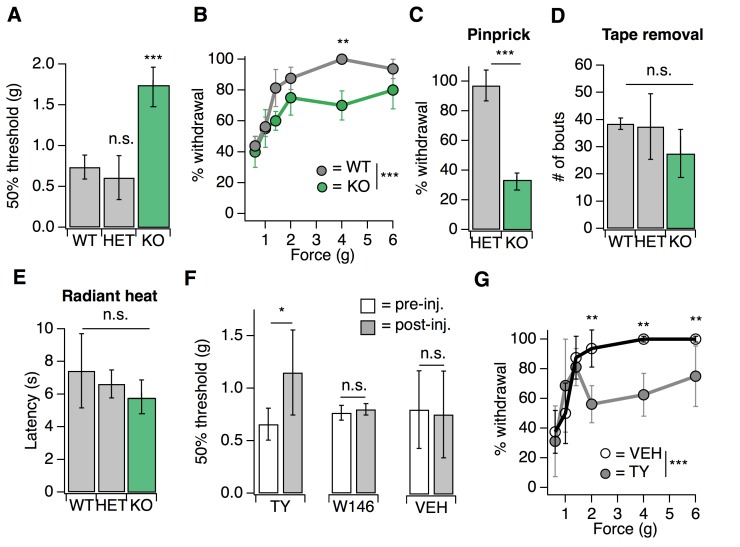 A
50% threshold (g)
2.0
1.5
1.0
0.5
0.0
n.s.
***
WT HET KO
B
% withdrawal
100
80
60
40
20
0
**
= WT
= KO
***
1 2 3 4 5 6
Force (g)
C
Pinprick
***
% withdrawal
100
80
60
40
20
0
HET KO
D
Tape removal
n.s.
# of bouts
60
50
40
30
20
10
0
WT HET KO
E
Radiant heat
n.s.
Latency (s)
10
8
6
4
2
0
WT HET KO
F
= pre-inj.
= post-inj.
50% threshold (g)
1.5
1.0
0.5
0.0
*
n.s.
n.s.
TY W146 VEH
G
% withdrawal
100
80
60
40
20
0
** ** **
= VEH
= TY
***
1 2 3 4 5 6
Force (g)